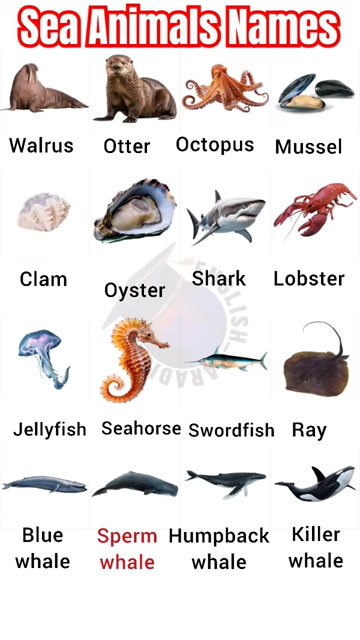 Sea Animals Names
Walrus Otter Octopus Mussel
Clam Oyster Shark Lobster
ENGLISH
Jellyfish Seahorse Swordfish Ray
Blue Sperm Humpback Killer
whale whale whale whale